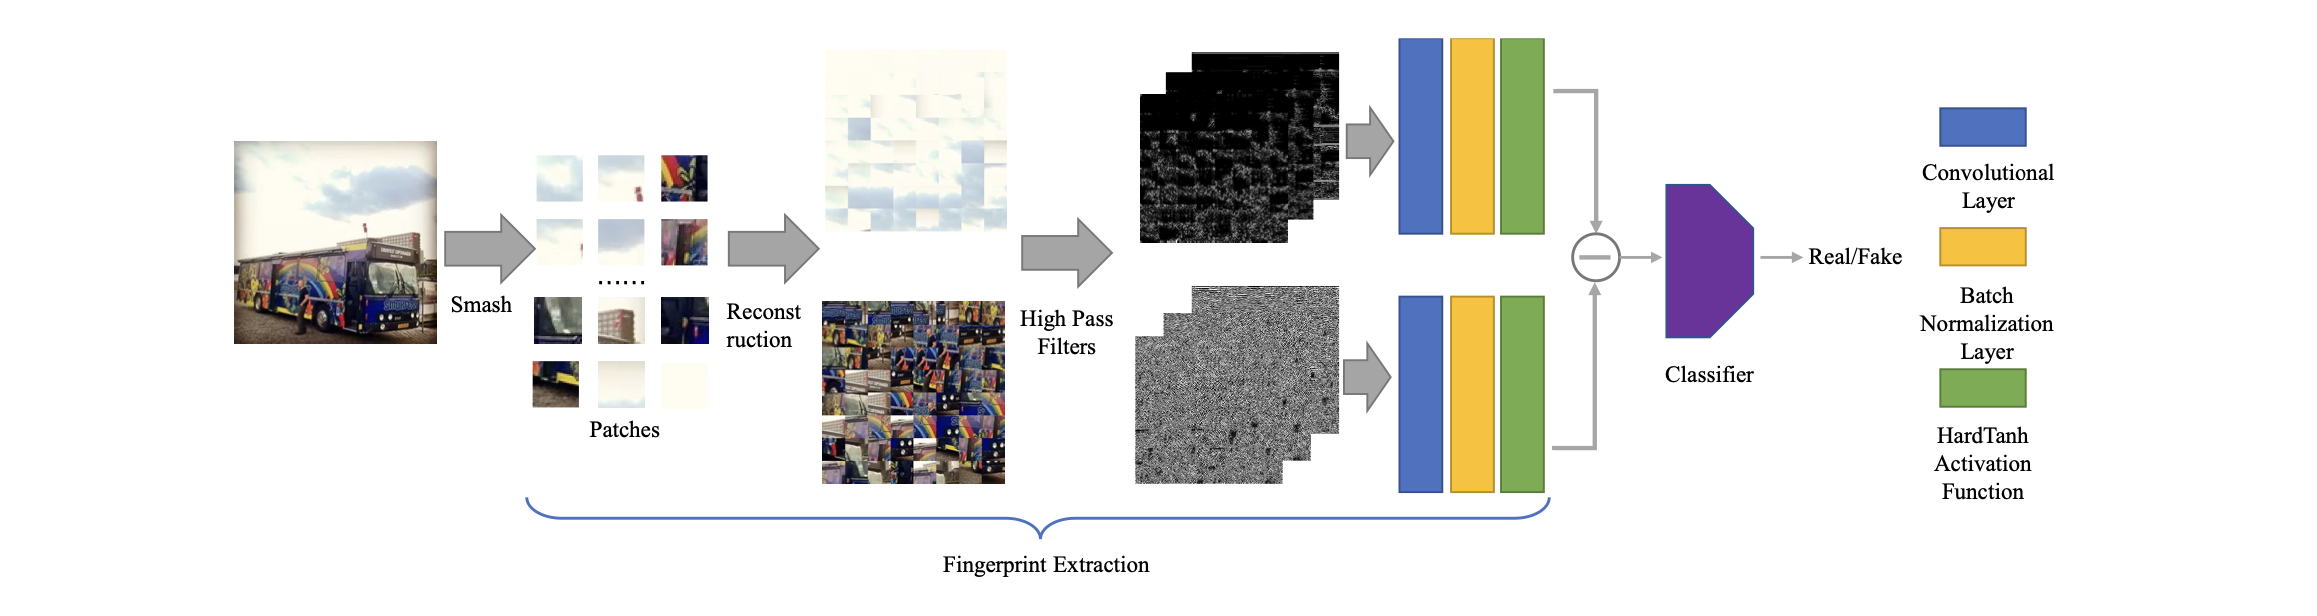 Smash
Patches
Reconst
ruction
High Pass
Filters
Fingerprint Extraction
Classifier
Real/Fake
Convolutional
Layer
Batch
Normalization
Layer
HardTanh
Activation
Function